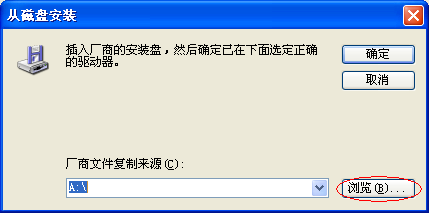 从磁盘安装
插入厂商的安装盘，然后确定已在下面选定正确
的驱动器。
确定
取消
厂商文件复制来源(C):
A:\
浏览(B)...